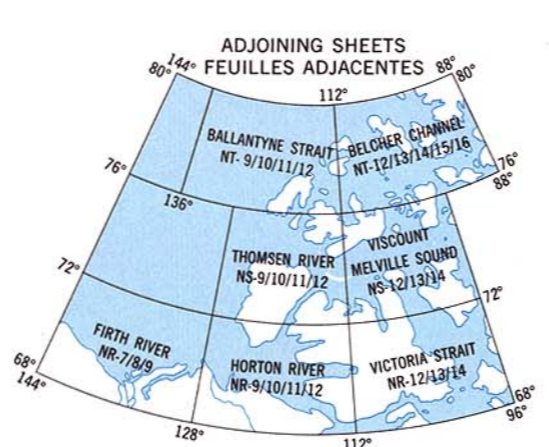 ADJOINING SHEETS
FEUILLES ADJACENTES
144°
80°
112°
88°
80°
BALLANTYNE STRAIT
NT- 9/10/11/12
BELCHER CHANNEL
NT-12/13/14/15/16
76°
136°
76°
88°
THOMSEN RIVER
NS-9/10/11/12
VISCOUNT
MELVILLE SOUND
NS-12/13/14
72°
72°
FIRTH RIVER
NR-7/8/9
HORTON RIVER
NR-9/10/11/12
VICTORIA STRAIT
NR-12/13/14
68°
144°
128°
112°
68°
96°